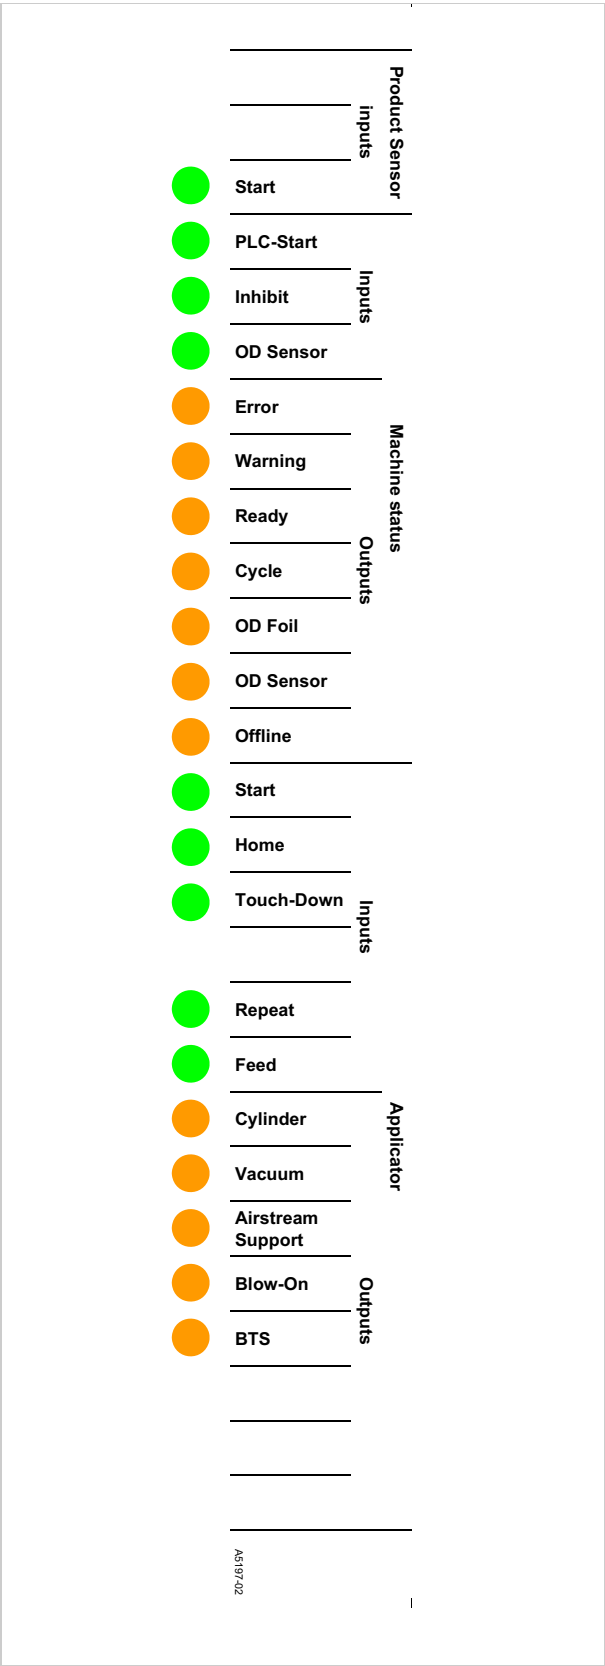 Product Sensor
inputs
Start
PLC-Start
Inputs
Inhibit
OD Sensor
Machine status
Error
Warning
Ready
Outputs
Cycle
OD Foil
OD Sensor
Offline
Start
Home
Touch-Down
Inputs
Repeat
Feed
Applicator
Cylinder
Vacuum
Airstream
Support
Blow-On
Outputs
BTS
A5197-02